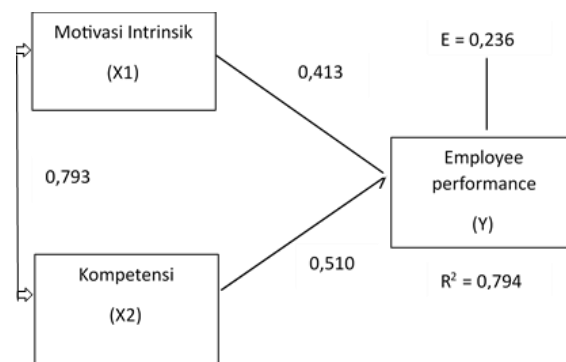 Motivasi Intrinsik
(X1)
E = 0,236
0,413
Employee
performance
(Y)
0,793
Kompetensi
(X2)
0,510
R² = 0,794